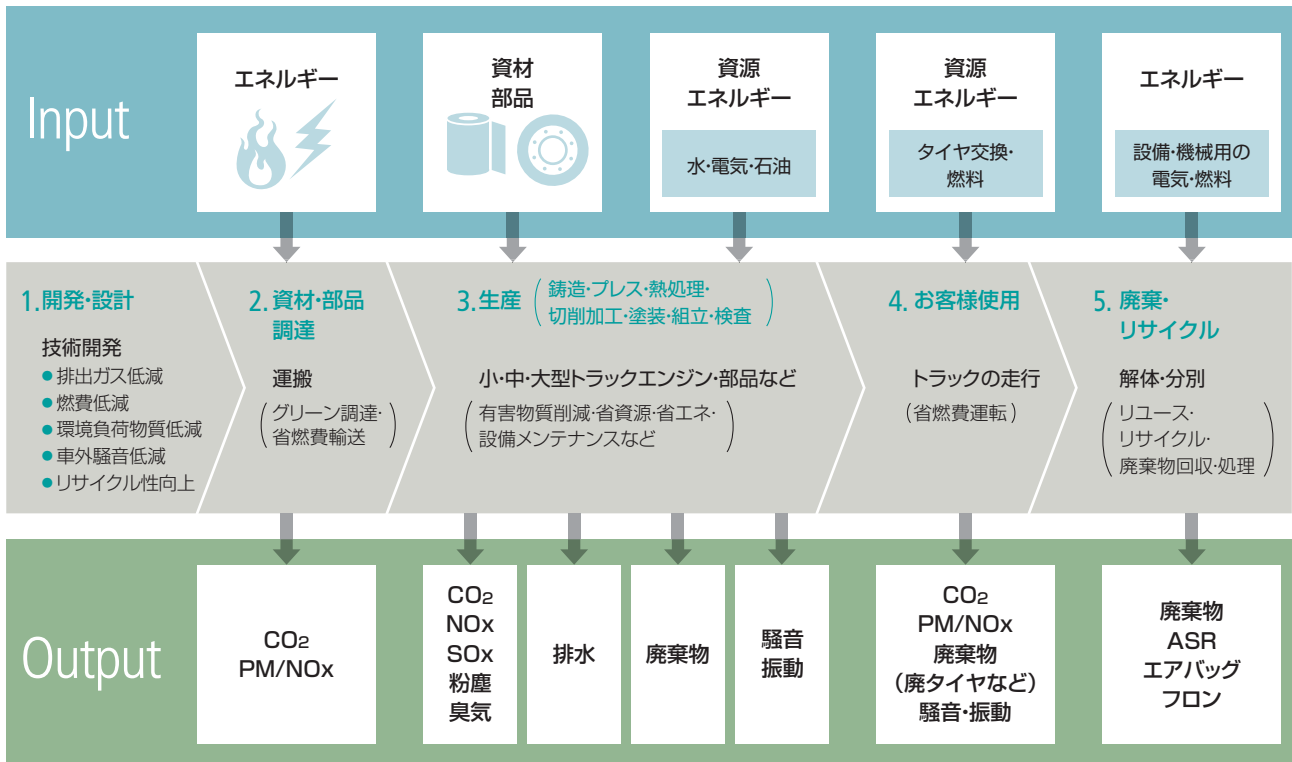 Input
エネルギー
資材
部品
資源
エネルギー
水・電気・石油
資源
エネルギー
タイヤ交換・
燃料
エネルギー
設備・機械用の
電気・燃料
1.開発・設計
技術開発
●排出ガス低減
●燃費低減
●環境負荷物質低減
●車外騒音低減
●リサイクル性向上
2.資材・部品
調達
運搬
(グリーン調達・
省燃費輸送)
3.生産
(鋳造・プレス・熱処理・
切削加工・塗装・組立・検査)
小・中・大型トラックエンジン・部品など
(有害物質削減・省資源・省エネ・
設備メンテナンスなど)
4.お客様使用
トラックの走行
(省燃費運転)
5.廃棄・
リサイクル
解体・分別
(リユース・
リサイクル・
廃棄物回収・処理)
Output
CO2
PM/NOx
CO2
NOx
SOx
粉塵
臭気
排水
廃棄物
騒音
振動
CO2
PM/NOx
廃棄物
(廃タイヤなど)
騒音・振動
廃棄物
ASR
エアバッグ
フロン